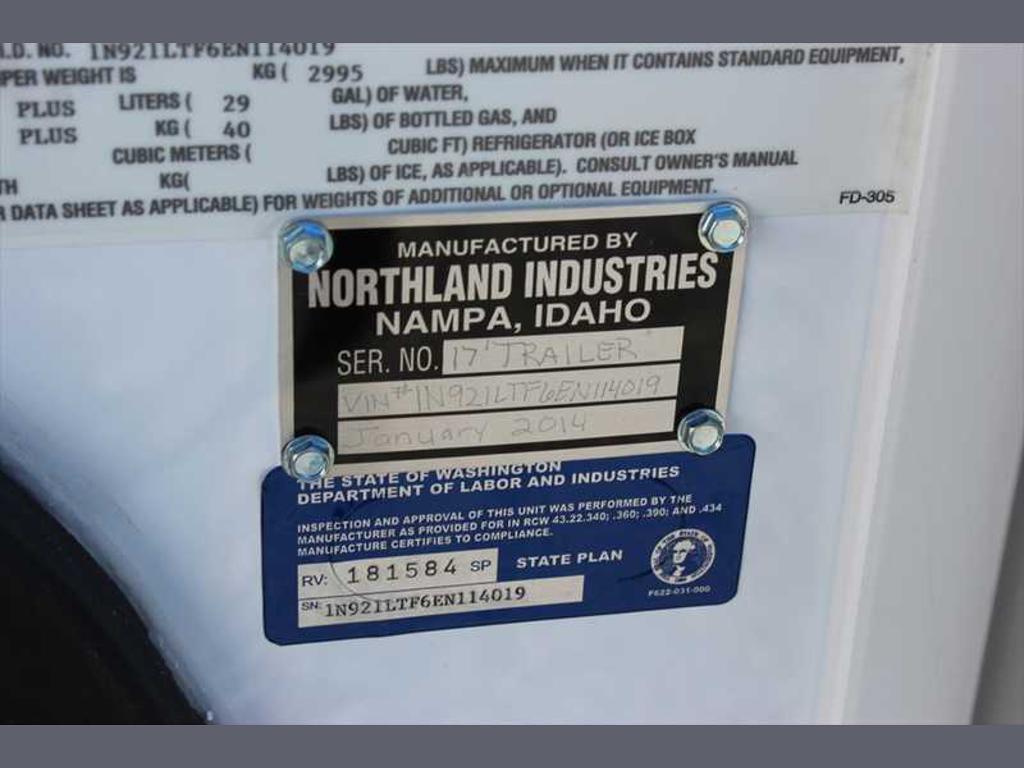 I.D. NO. 1N921LTF6EN114019
PER WEIGHT IS KG ( 2995 LBS) MAXIMUM WHEN IT CONTAINS STANDARD EQUIPMENT,
PLUS LITERS ( 29 GAL) OF WATER,
PLUS KG ( 40 LBS) OF BOTTLED GAS, AND
CUBIC METERS ( CUBIC FT) REFRIGERATOR (OR ICE BOX
TH KG( LBS) OF ICE, AS APPLICABLE). CONSULT OWNER'S MANUAL
R DATA SHEET AS APPLICABLE) FOR WEIGHTS OF ADDITIONAL OR OPTIONAL EQUIPMENT.
FD-305
MANUFACTURED BY
NORTHLAND INDUSTRIES
NAMPA, IDAHO
SER. NO. 17' TRAILER
VIN# 1N921LTF6EN114019
January 2014
THE STATE OF WASHINGTON
DEPARTMENT OF LABOR AND INDUSTRIES
INSPECTION AND APPROVAL OF THIS UNIT WAS PERFORMED BY THE
MANUFACTURER AS PROVIDED FOR IN RCW 43.22.340; .360; .390; AND .434
MANUFACTURE CERTIFIES TO COMPLIANCE.
RV: 181584 SP STATE PLAN
SN: 1N921LTF6EN114019
F622-031-000